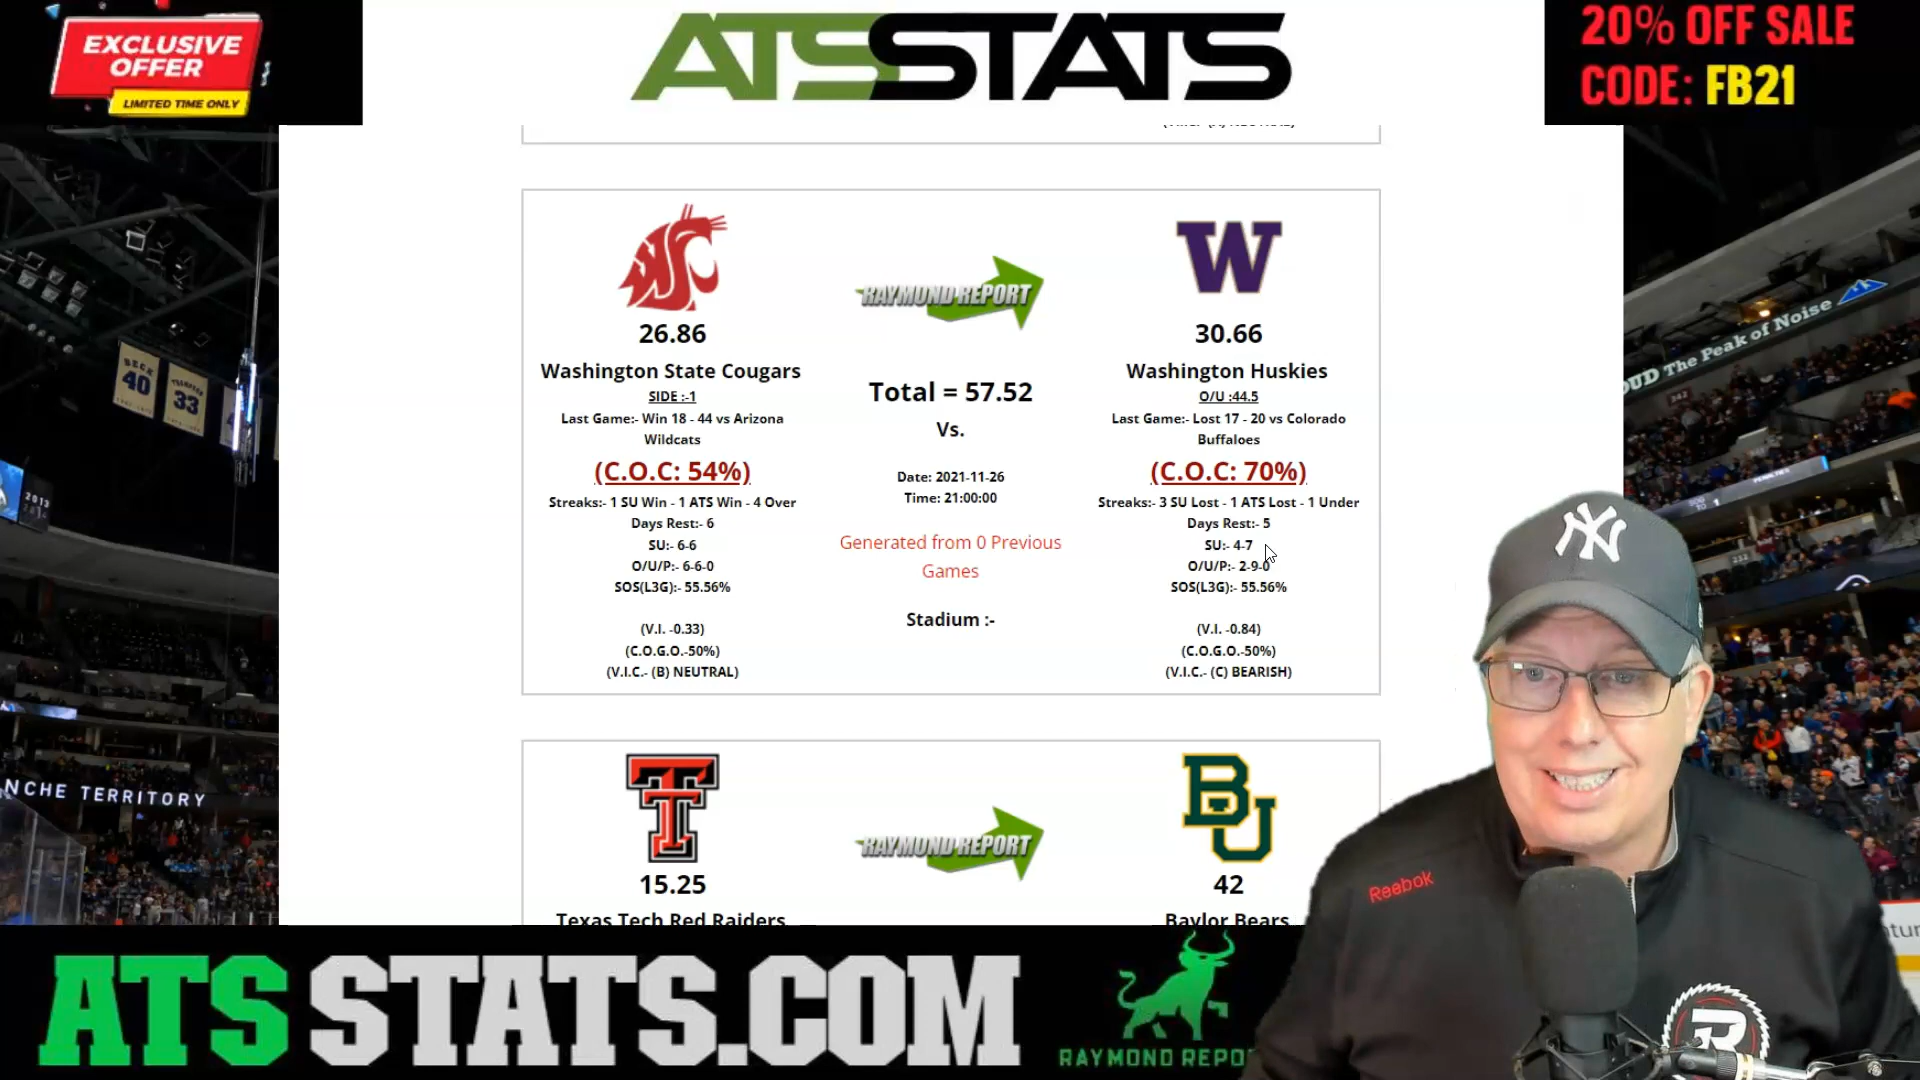 EXCLUSIVE
OFFER
LIMITED TIME ONLY
ATSSTATS
20% OFF SALE
CODE: FB21
26.86
Washington State Cougars
SIDE :-1
Last Game:- Win 18 - 44 vs Arizona
Wildcats
(C.O.C: 54%)
Streaks:- 1 SU Win - 1 ATS Win - 4 Over
Days Rest:- 6
SU:- 6-6
O/U/P:- 6-6-0
SOS(L3G):- 55.56%
(V.I. -0.33)
(C.O.G.O.-50%)
(V.I.C.- (B) NEUTRAL)
RAYMOND REPORT
Total = 57.52
Vs.
Date: 2021-11-26
Time: 21:00:00
Generated from 0 Previous
Games
Stadium :-
W
30.66
Washington Huskies
O/U :44.5
Last Game:- Lost 17 - 20 vs Colorado
Buffaloes
(C.O.C: 70%)
Streaks:- 3 SU Lost - 1 ATS Lost - 1 Under
Days Rest:- 5
SU:- 4-7
O/U/P:- 2-9-0
SOS(L3G):- 55.56%
(V.I. -0.84)
(C.O.G.O.-50%)
(V.I.C.- (C) BEARISH)
15.25
Texas Tech Red Raiders
RAYMOND REPORT
BU
42
Baylor Bears
BECK
40
33
2013
NCHE TERRITORY
OUD The Peak of Noise
NY
Reebok
R
ATS STATS.COM
RAYMOND REPO